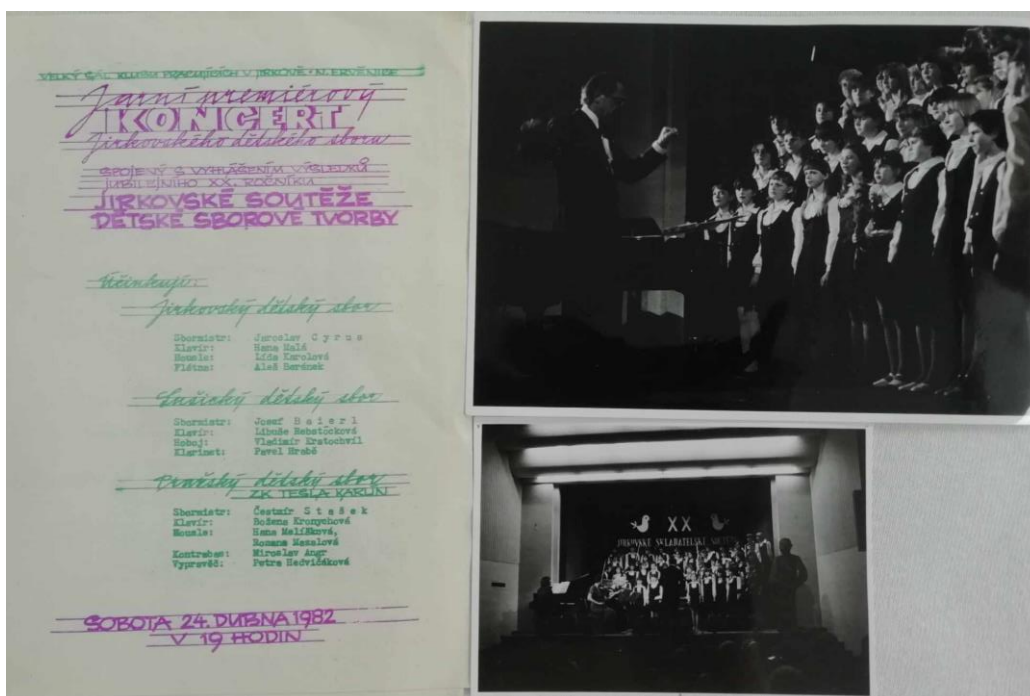 VELKÝ SÁL KLUBU PRACUJÍCÍCH V JIRKOVĚ - N. ERVĚNICE
Jarní premiérový
KONCERT
Jirkovského dětského sboru
SPOJENÝ S VYHLÁŠENÍM VÝSLEDKŮ
JUBILEJNÍHO XX. ROČNÍKU
JIRKOVSKÉ SOUTĚŽE
DĚTSKÉ SBOROVÉ TVORBY
Účinkují:
Jirkovský dětský sbor
Sbormistr: Jaroslav Cyrus
Klavír: Hana Malá
Housle: Lída Karolová
Flétna: Aleš Beránek
Lužický dětský sbor
Sbormistr: Josef Baierl
Klavír: Libuše Rebstöcková
Hoboj: Vladimír Kratochvíl
Klarinet: Pavel Hrabě
Pražský dětský sbor
ZK TESLA KARLÍN
Sbormistr: Čestmír Stašek
Klavír: Božena Kronychová
Housle: Hana Melíšková,
Romana Mazalová
Kontrabas: Miroslav Angr
Vypravěč: Petra Hedvičáková
SOBOTA 24. DUBNA 1982
V 19 HODIN
XX
JIRKOVSKÉ SKLADATELSKÉ SOUTĚŽE